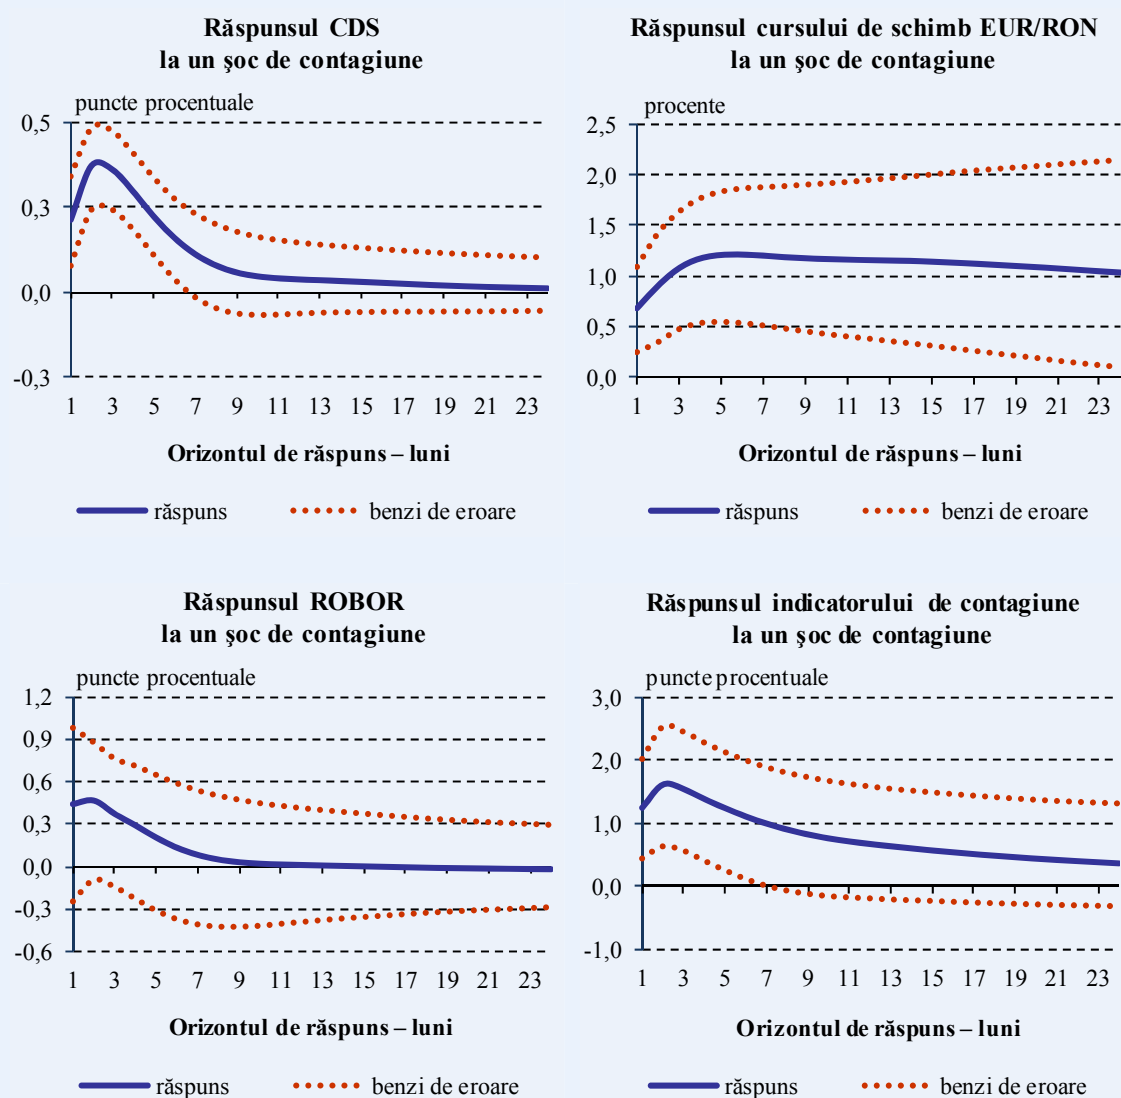 Răspunsul CDS
la un şoc de contagiune
puncte procentuale
0,5
0,3
0,0
-0,3
1 3 5 7 9 11 13 15 17 19 21 23
Orizontul de răspuns – luni
răspuns benzi de eroare
Răspunsul cursului de schimb EUR/RON
la un şoc de contagiune
procente
2,5
2,0
1,5
1,0
0,5
0,0
1 3 5 7 9 11 13 15 17 19 21 23
Orizontul de răspuns – luni
răspuns benzi de eroare
Răspunsul ROBOR
la un şoc de contagiune
puncte procentuale
1,2
0,9
0,6
0,3
0,0
-0,3
-0,6
1 3 5 7 9 11 13 15 17 19 21 23
Orizontul de răspuns – luni
răspuns benzi de eroare
Răspunsul indicatorului de contagiune
la un şoc de contagiune
puncte procentuale
3,0
2,0
1,0
0,0
-1,0
1 3 5 7 9 11 13 15 17 19 21 23
Orizontul de răspuns – luni
răspuns benzi de eroare